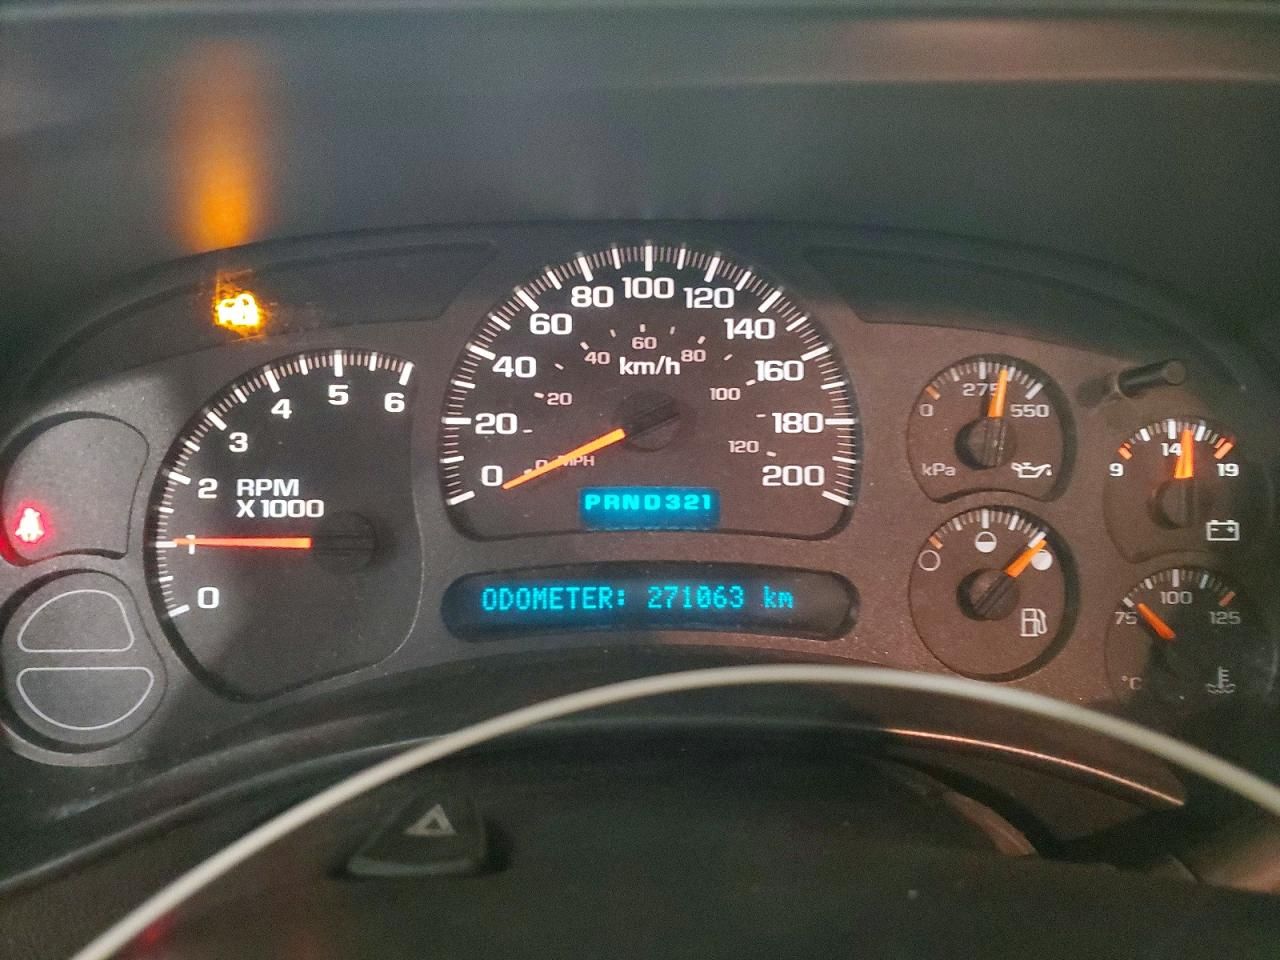 0 1 2 3 4 5 6
RPM
X1000
0 20 40 60 80 100 120 140 160 180 200
km/h
0 20 40 60 80 100 120
MPH
PRND321
ODOMETER: 271063 km
0 275 550
kPa
9 14 19
75 100 125
°C